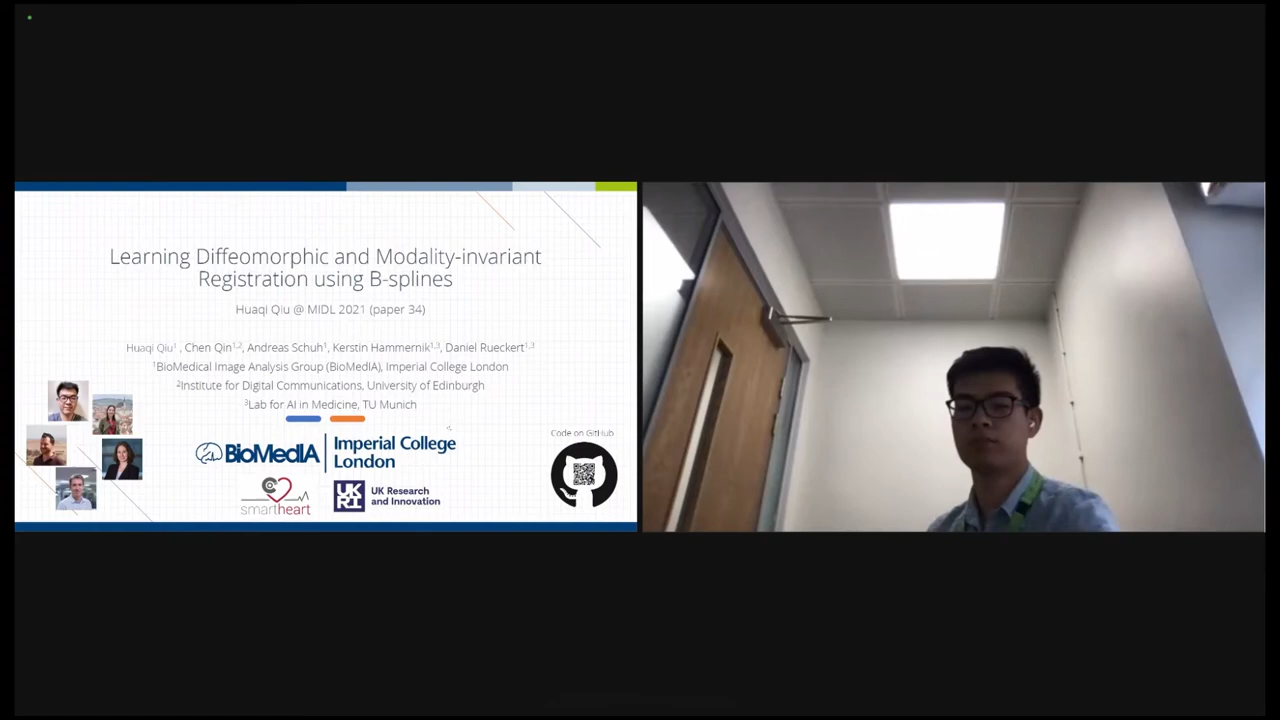 Learning Diffeomorphic and Modality-invariant
Registration using B-splines
Huaqi Qiu @ MIDL 2021 (paper 34)
Huaqi Qiu¹, Chen Qin¹,², Andreas Schuh¹, Kerstin Hammernik¹,³, Daniel Rueckert¹,³
¹BioMedical Image Analysis Group (BioMedIA), Imperial College London
²Institute for Digital Communications, University of Edinburgh
³Lab for AI in Medicine, TU Munich
BioMedIA
Imperial College
London
Code on GitHub
smartheart
UK
RI
UK Research
and Innovation